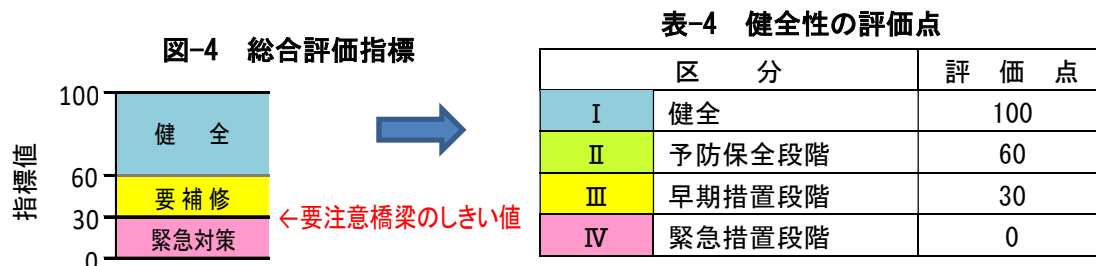 図-4 総合評価指標
100
健 全
60
要補修
30
←要注意橋梁のしきい値
緊急対策
0
指標値
表-4 健全性の評価点
区 分 評 価 点
Ⅰ 健全 100
Ⅱ 予防保全段階 60
Ⅲ 早期措置段階 30
Ⅳ 緊急措置段階 0